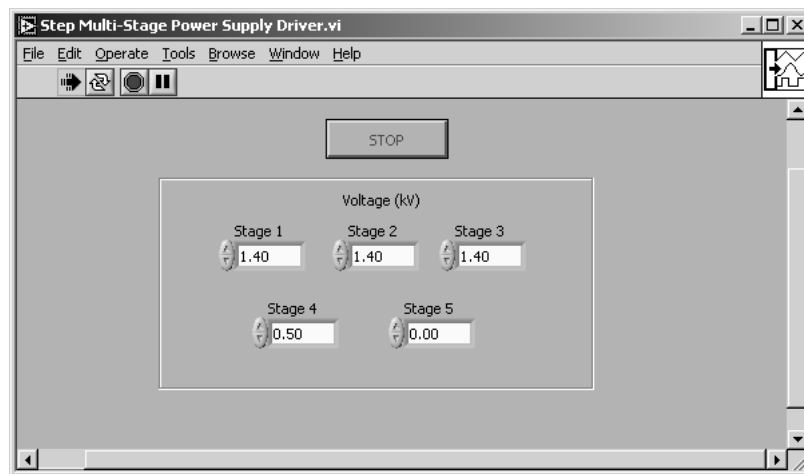 Step Multi-Stage Power Supply Driver.vi
File Edit Operate Tools Browse Window Help
STOP
Voltage (kV)
Stage 1 Stage 2 Stage 3
1.40 1.40 1.40
Stage 4 Stage 5
0.50 0.00